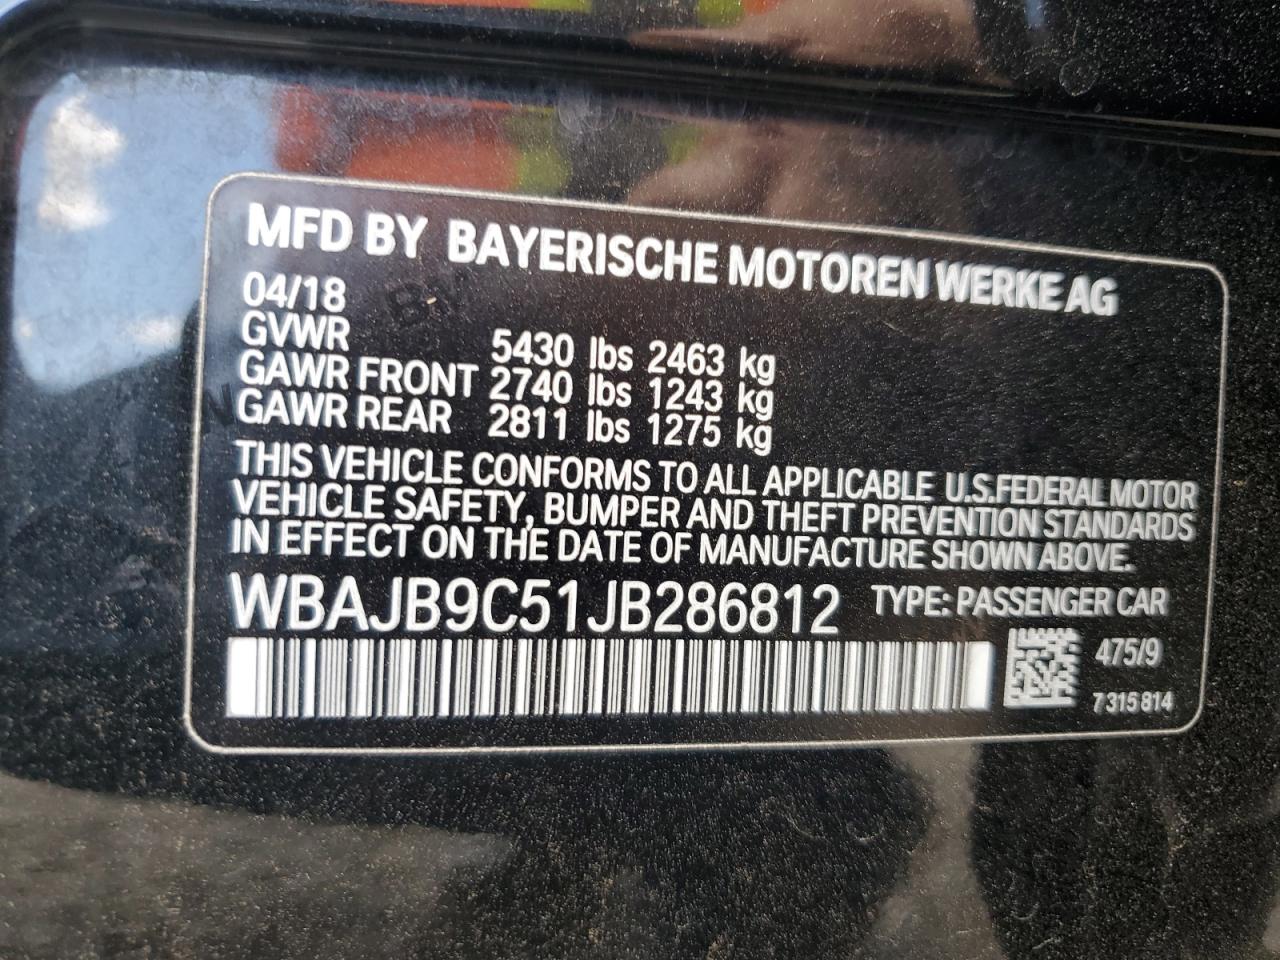 MFD BY BAYERISCHE MOTOREN WERKE AG
04/18
GVWR 5430 lbs 2463 kg
GAWR FRONT 2740 lbs 1243 kg
GAWR REAR 2811 lbs 1275 kg
THIS VEHICLE CONFORMS TO ALL APPLICABLE U.S.FEDERAL MOTOR
VEHICLE SAFETY, BUMPER AND THEFT PREVENTION STANDARDS
IN EFFECT ON THE DATE OF MANUFACTURE SHOWN ABOVE.
WBAJB9C51JB286812 TYPE: PASSENGER CAR
475/9
7 315 814